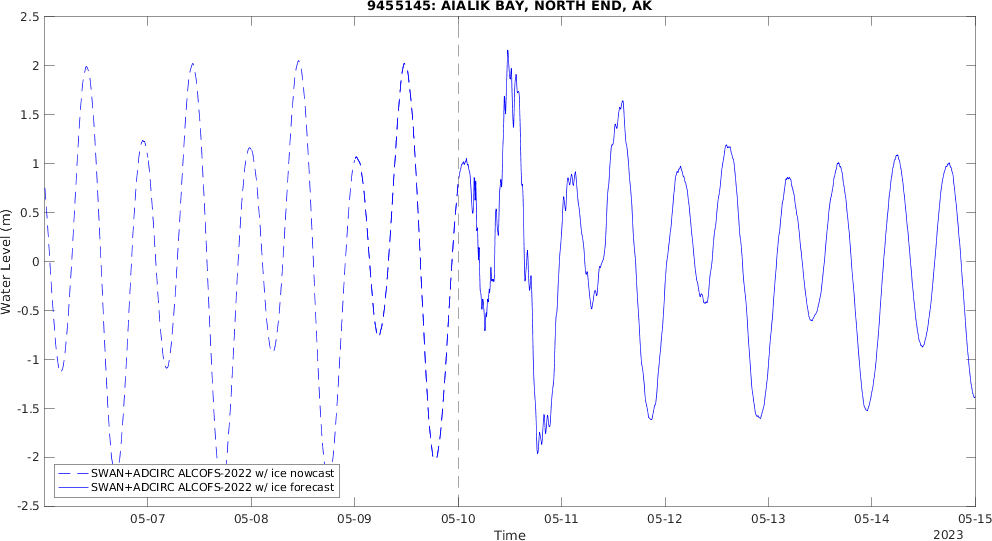 9455145: AIALIK BAY, NORTH END, AK
Water Level (m)
2.5
2
1.5
1
0.5
0
-0.5
-1
-1.5
-2
-2.5
SWAN+ADCIRC ALCOFS-2022 w/ ice nowcast
SWAN+ADCIRC ALCOFS-2022 w/ ice forecast
05-07 05-08 05-09 05-10 05-11 05-12 05-13 05-14 05-15
Time
2023